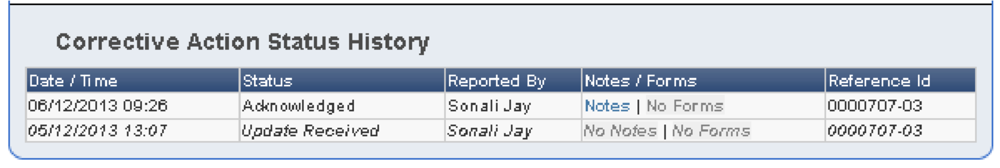 Corrective Action Status History
Date / Time Status Reported By Notes / Forms Reference Id
06/12/2013 09:26 Acknowledged Sonali Jay Notes | No Forms 0000707-03
05/12/2013 13:07 Update Received Sonali Jay No Notes | No Forms 0000707-03